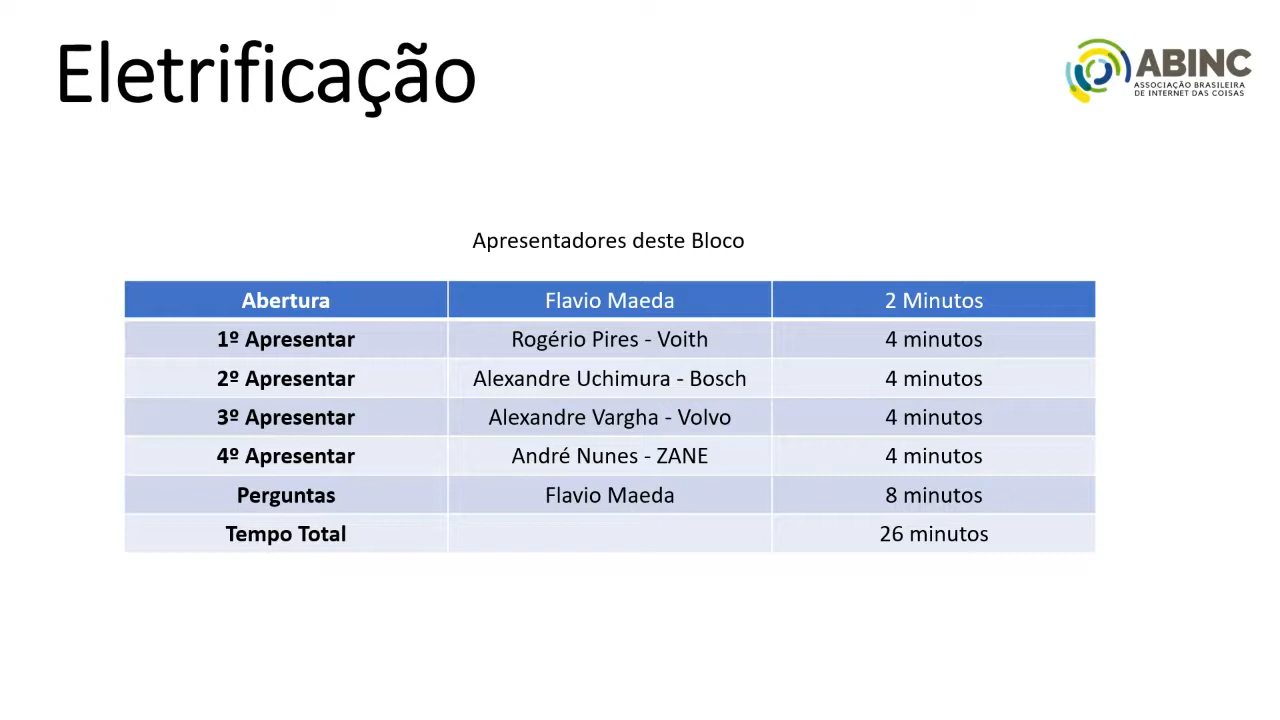 Eletrificação
ABINC
ASSOCIAÇÃO BRASILEIRA
DE INTERNET DAS COISAS
Apresentadores deste Bloco
Abertura Flavio Maeda 2 Minutos
1º Apresentar Rogério Pires - Voith 4 minutos
2º Apresentar Alexandre Uchimura - Bosch 4 minutos
3º Apresentar Alexandre Vargha - Volvo 4 minutos
4º Apresentar André Nunes - ZANE 4 minutos
Perguntas Flavio Maeda 8 minutos
Tempo Total 26 minutos